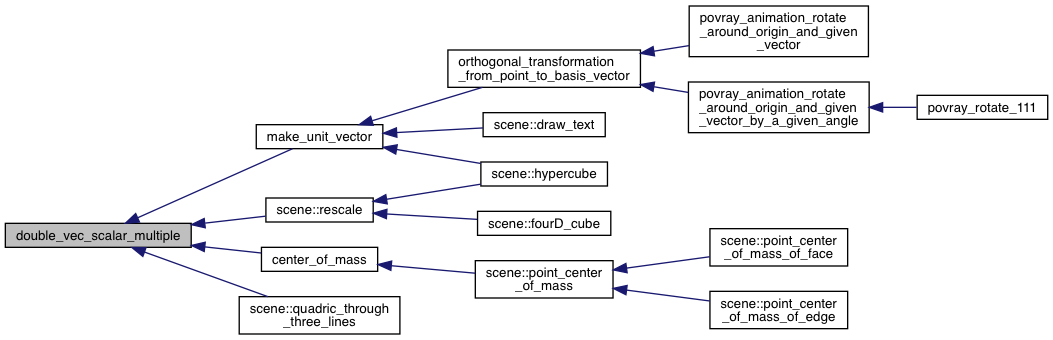 povray_animation_rotate
_around_origin_and_given
_vector
orthogonal_transformation
_from_point_to_basis_vector
povray_animation_rotate
_around_origin_and_given
_vector_by_a_given_angle
povray_rotate_111
make_unit_vector
scene::draw_text
scene::hypercube
scene::rescale
scene::fourD_cube
double_vec_scalar_multiple
center_of_mass
scene::point_center
_of_mass_of_face
scene::point_center
_of_mass
scene::quadric_through
_three_lines
scene::point_center
_of_mass_of_edge